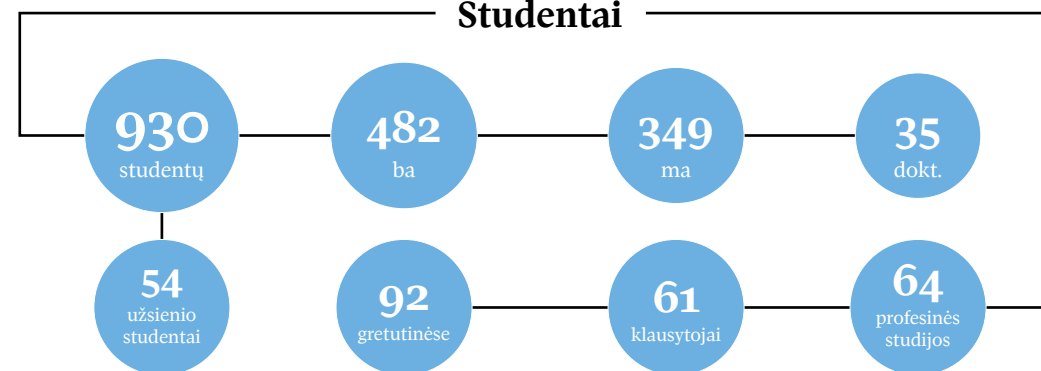 Studentai
930
studentų
482
ba
349
ma
35
dokt.
54
užsienio
studentai
92
gretutinėse
61
klausytojai
64
profesinės
studijos